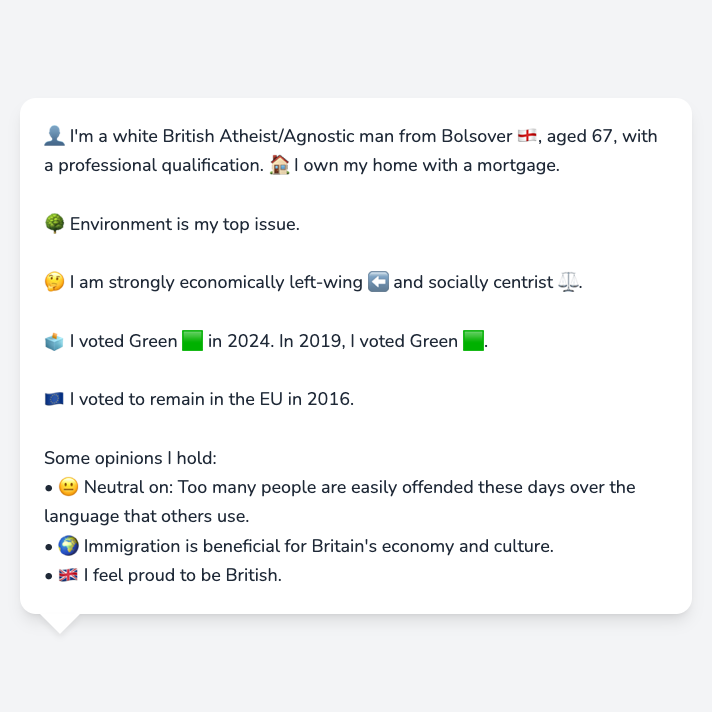 👤 I'm a white British Atheist/Agnostic man from Bolsover 🏴󠁧󠁢󠁥󠁮󠁧󠁿, aged 67, with
a professional qualification. 🏠 I own my home with a mortgage.
🌳 Environment is my top issue.
🤔 I am strongly economically left-wing ⬅️ and socially centrist ⚖️.
🗳️ I voted Green 🟩 in 2024. In 2019, I voted Green 🟩.
🇪🇺 I voted to remain in the EU in 2016.
Some opinions I hold:
• 😐 Neutral on: Too many people are easily offended these days over the
language that others use.
• 🌍 Immigration is beneficial for Britain's economy and culture.
• 🇬🇧 I feel proud to be British.